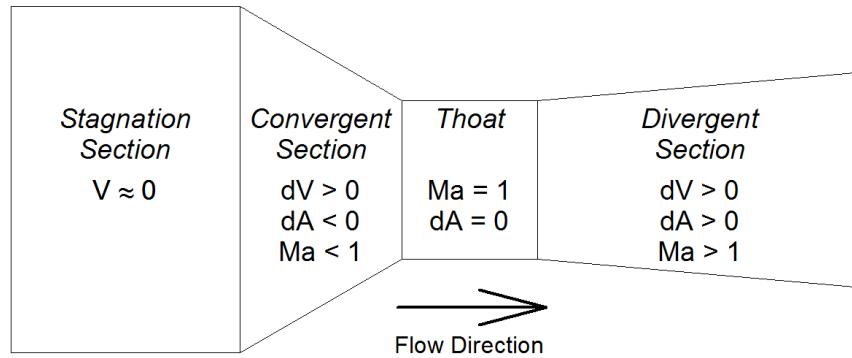 Stagnation
Section
V ≈ 0
Convergent
Section
dV > 0
dA < 0
Ma < 1
Thoat
Ma = 1
dA = 0
Divergent
Section
dV > 0
dA > 0
Ma > 1
Flow Direction